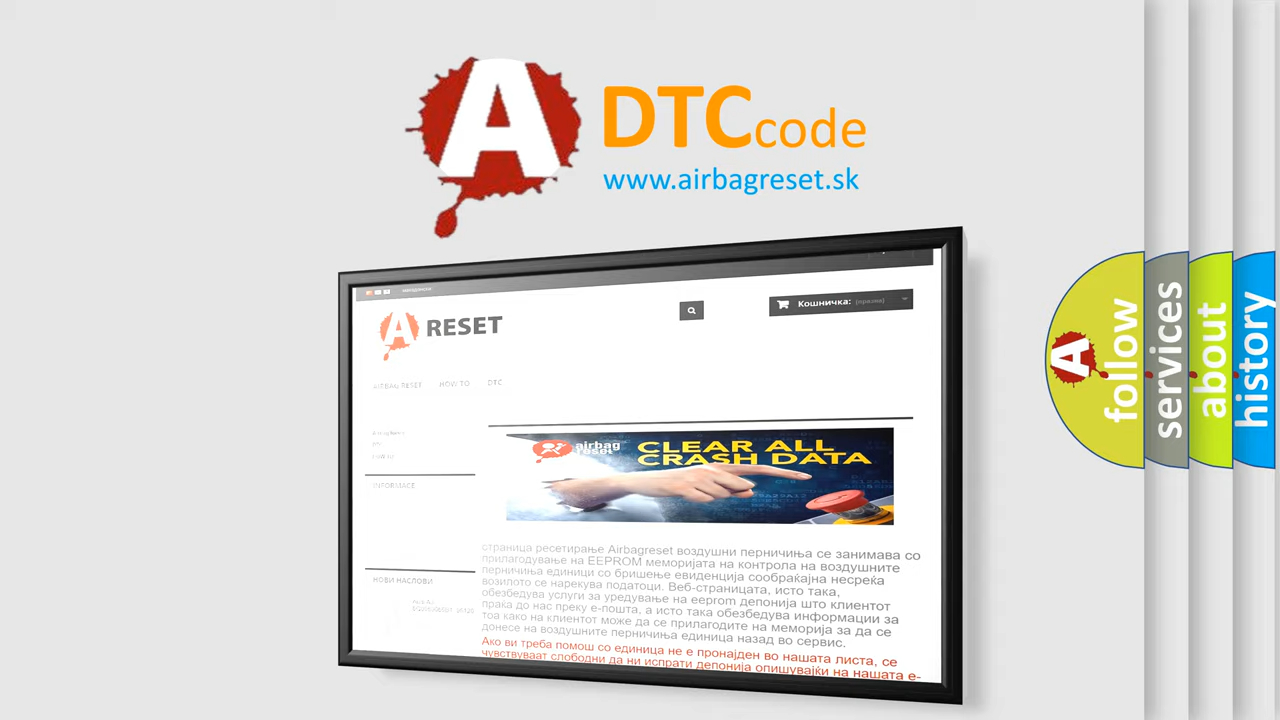 A
DTCcode
www.airbagreset.sk
Кошничка: (празни)
A RESET
AIRBAG RESET HOW TO DTC
INFORMACE
НОВИ НАСЛОВИ
airbag
reset
CLEAR ALL
CRASH DATA
страница ресетирање Airbagreset воздушни перничиња се занимава со
прилагодување на EEPROM меморијата на контрола на воздушните
перничиња единици со бришење евиденција сообраќајна несреќа
возилото се нарекува податоци. Веб-страницата, исто така,
обезбедува услуги за уредување на eeprom депонија што клиентот
праќа до нас преку е-пошта, а исто така обезбедува информации за
тоа како на клиентот може да се прилагодите на меморија за да се
донесе на воздушните перничиња единица назад во сервис.
Ако ви треба помош со единица не е пронајден во нашата листа, се
чувствуваат слободни да ни испрати депонија опишувајќи на нашата е-
A
follow
services
about
history